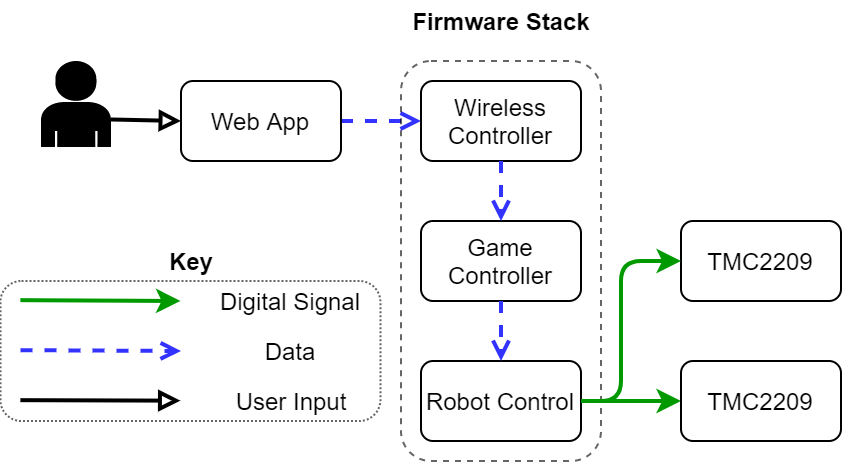 Firmware Stack
Web App
Wireless
Controller
Game
Controller
Robot Control
TMC2209
TMC2209
Key
Digital Signal
Data
User Input